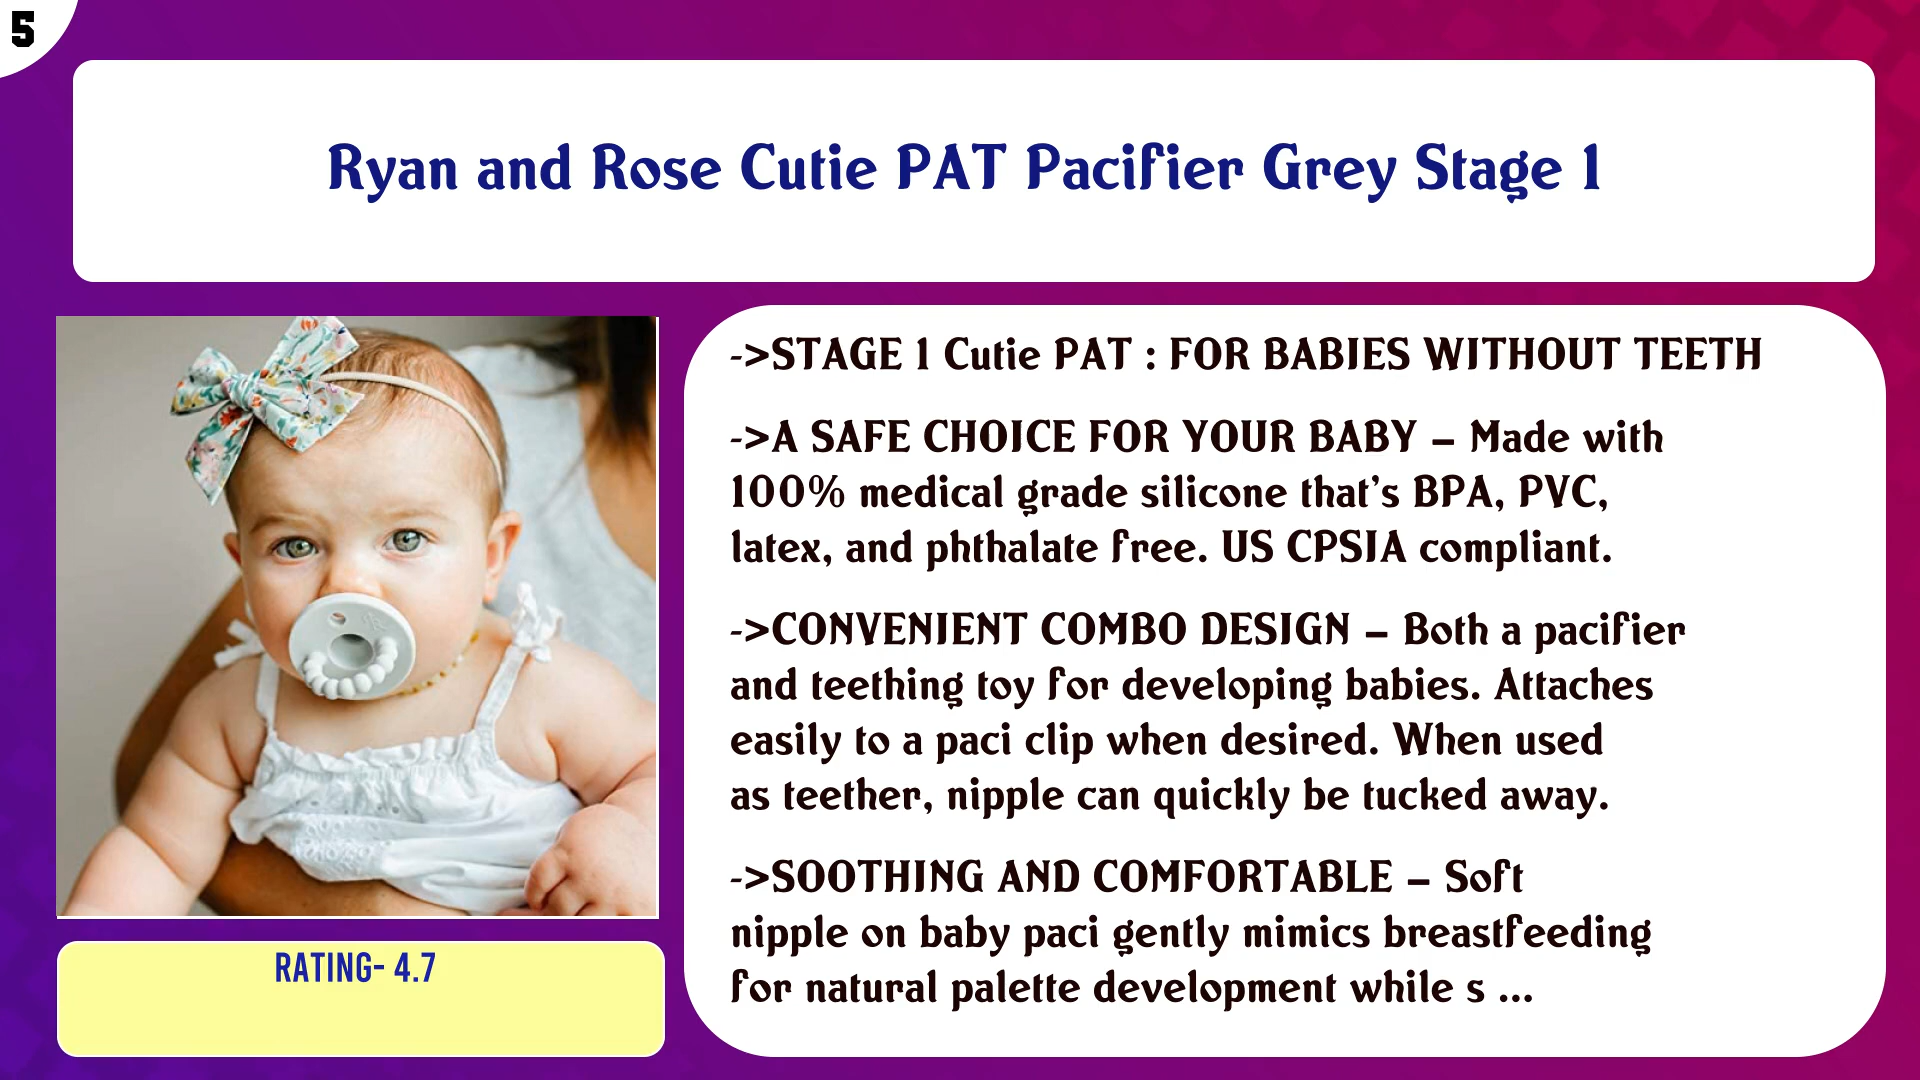 5
Ryan and Rose Cutie PAT Pacifier Grey Stage 1
->STAGE 1 Cutie PAT : FOR BABIES WITHOUT TEETH
->A SAFE CHOICE FOR YOUR BABY – Made with
100% medical grade silicone that's BPA, PVC,
latex, and phthalate free. US CPSIA compliant.
->CONVENIENT COMBO DESIGN – Both a pacifier
and teething toy for developing babies. Attaches
easily to a paci clip when desired. When used
as teether, nipple can quickly be tucked away.
->SOOTHING AND COMFORTABLE – Soft
nipple on baby paci gently mimics breastfeeding
for natural palette development while s ...
RATING- 4.7